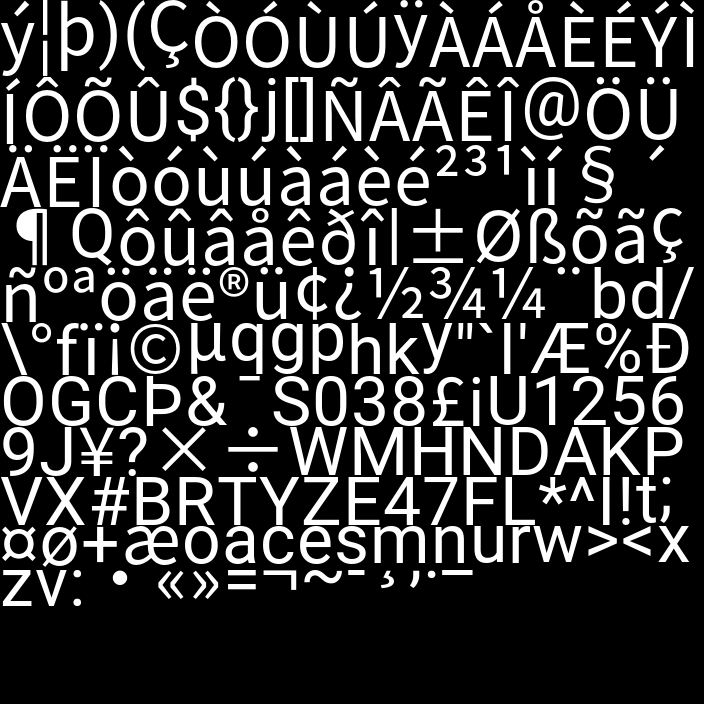 ý¦þ)(ÇÒÓÙÚÿÀÁÅÈÉÝÌ
ÍÔÕÛ${}j[]ÑÂÃÊÎ@ÖÜ
ÄËÏòóùúàáèé²³¹ìí§´
¶Qôûâåêðîl±Øßõãç
ñºªöäë®ü¢¿½¾¼¨bd/
\°fï¡©µqgphky"`|'Æ%Ð
OGCÞ&¯S038£iU1256
9J¥?×÷WMHNDAKP
VX#BRTYZE47FL*^I!t;
¤ø+æoacesmnurw><x
zv:•«»=¬~-¸,._